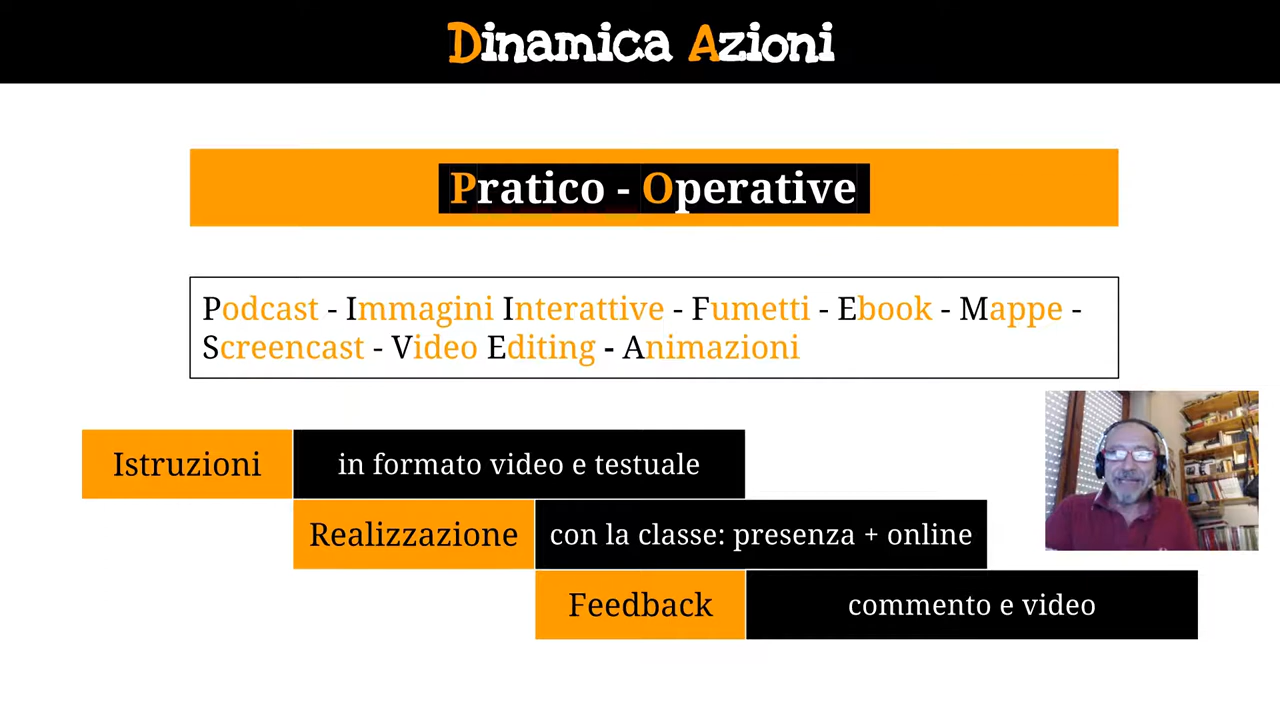 Dinamica Azioni
Pratico - Operative
Podcast - Immagini Interattive - Fumetti - Ebook - Mappe -
Screencast - Video Editing - Animazioni
Istruzioni in formato video e testuale
Realizzazione con la classe: presenza + online
Feedback commento e video